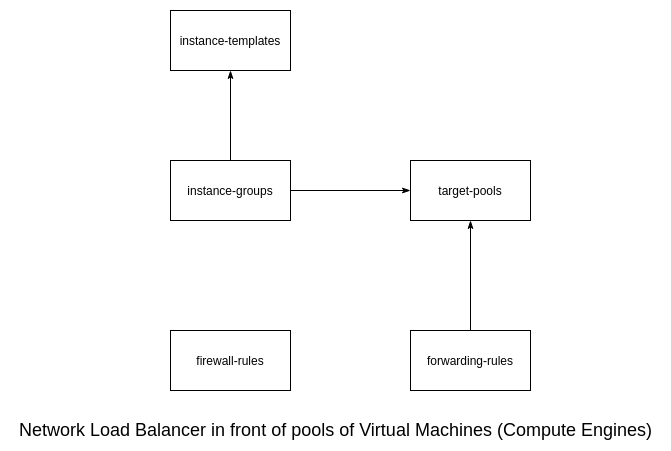 instance-templates
instance-groups
target-pools
firewall-rules
forwarding-rules
Network Load Balancer in front of pools of Virtual Machines (Compute Engines)